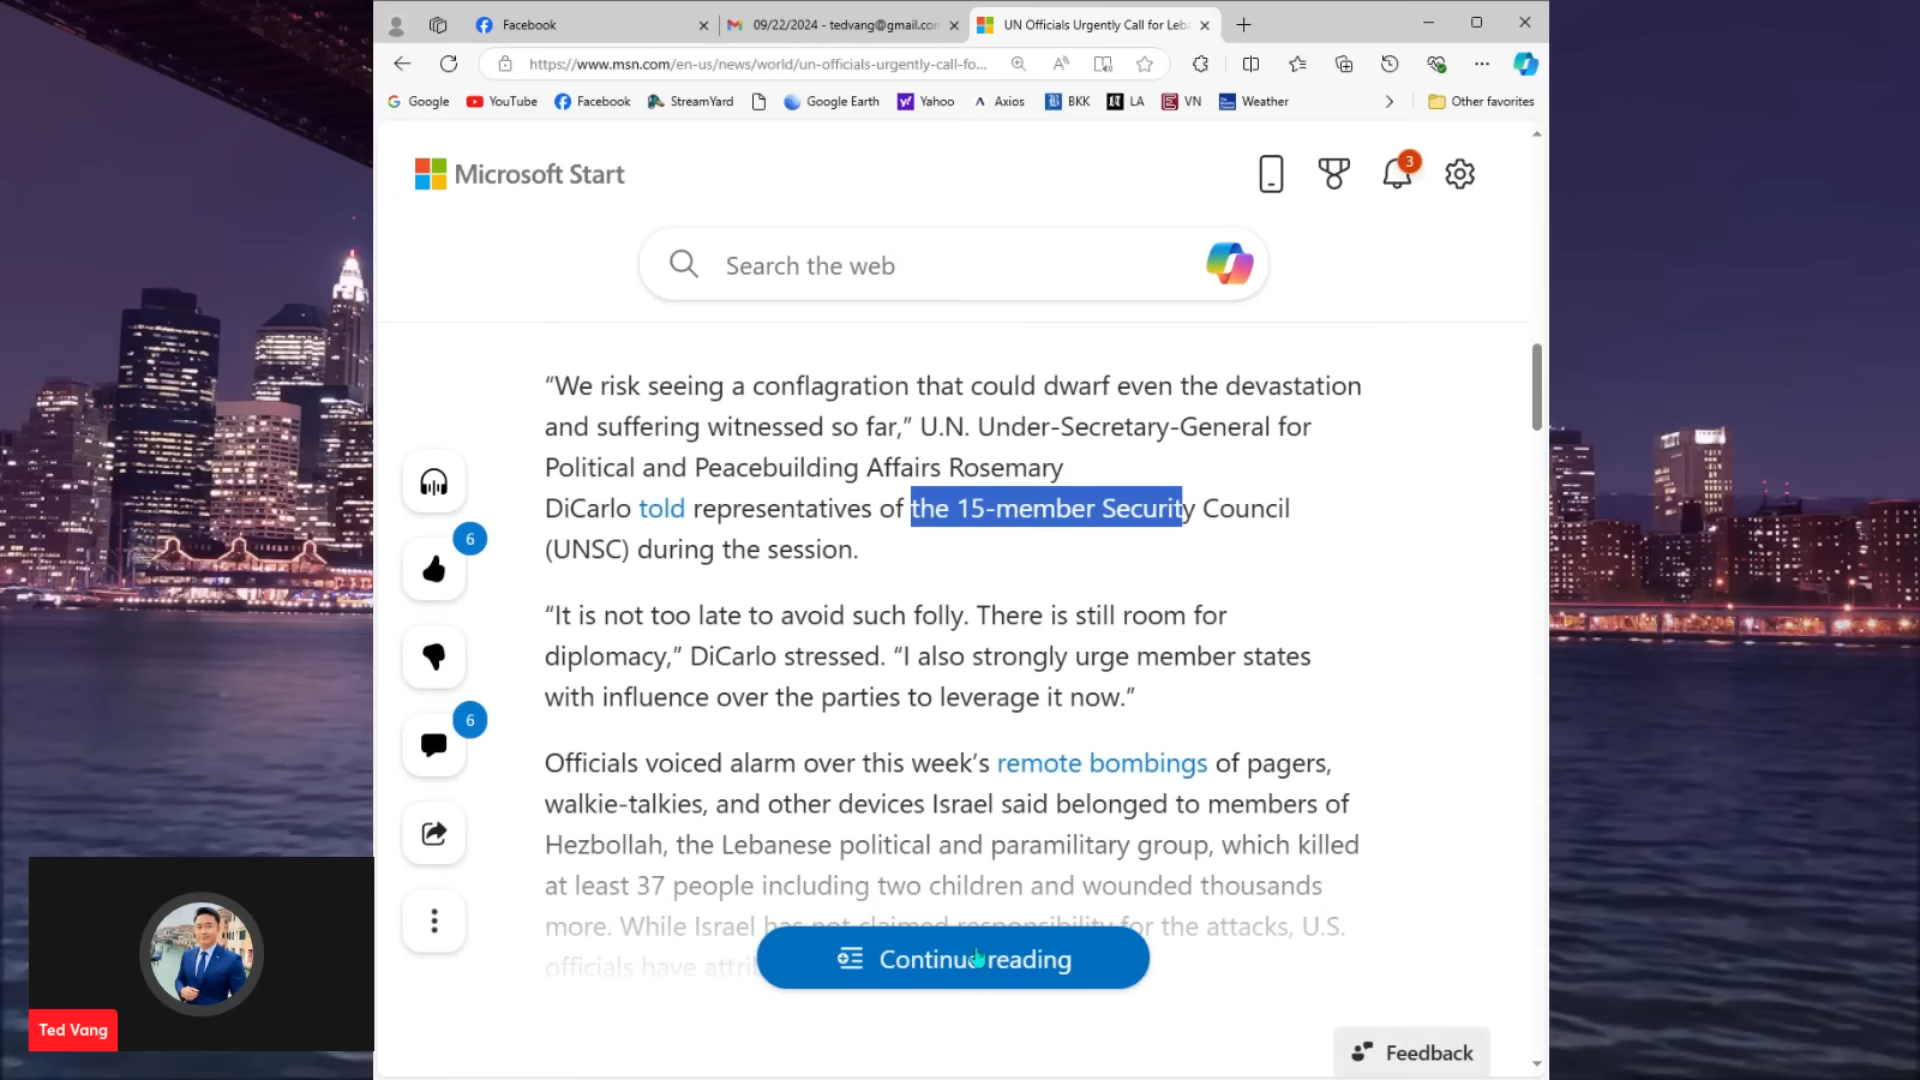 Facebook
09/22/2024 - tedvang@gmail.con
UN Officials Urgently Call for Leb
https://www.msn.com/en-us/news/world/un-officials-urgently-call-fo...
Google
YouTube
Facebook
StreamYard
Google Earth
Yahoo
Axios
BKK
LA
VN
Weather
Other favorites
Microsoft Start
3
Search the web
“We risk seeing a conflagration that could dwarf even the devastation
and suffering witnessed so far,” U.N. Under-Secretary-General for
Political and Peacebuilding Affairs Rosemary
DiCarlo told representatives of the 15-member Security Council
(UNSC) during the session.
6
“It is not too late to avoid such folly. There is still room for
diplomacy,” DiCarlo stressed. “I also strongly urge member states
with influence over the parties to leverage it now.”
6
Officials voiced alarm over this week’s remote bombings of pagers,
walkie-talkies, and other devices Israel said belonged to members of
Hezbollah, the Lebanese political and paramilitary group, which killed
at least 37 people including two children and wounded thousands
more. While Israel has not claimed responsibility for the attacks, U.S.
officials have attri
Continue reading
Ted Vang
Feedback